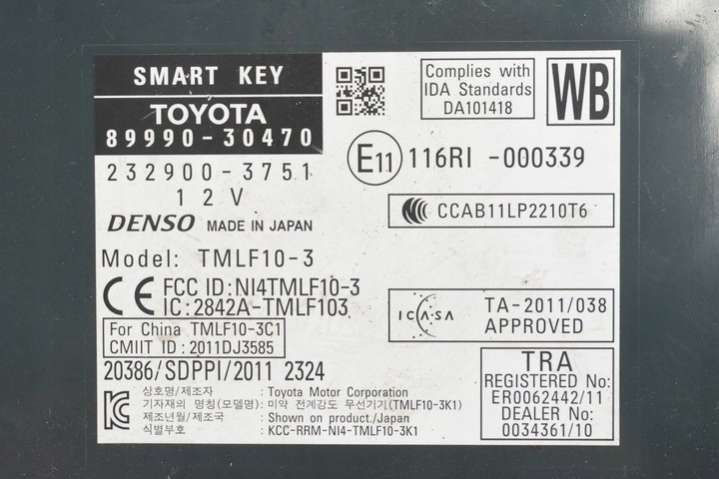 SMART KEY
TOYOTA
89990-30470
232900-3751
12V
DENSO MADE IN JAPAN
Model: TMLF10-3
CE FCC ID:NI4TMLF10-3
IC:2842A-TMLF103
For China TMLF10-3C1
CMIIT ID:2011DJ3585
20386/SDPPI/2011 2324
상호명/제조자 : Toyota Motor Corporation
기자재의 명칭(모델명): 미약 전계강도 무선기기(TMLF10-3K1)
제조년월/제조국 : Shown on product./Japan
식별부호 : KCC-RRM-NI4-TMLF10-3K1
Complies with
IDA Standards
DA101418
WB
E11 116RI -000339
CCAB11LP2210T6
ICASA
TA-2011/038
APPROVED
TRA
REGISTERED No:
ER0062442/11
DEALER No:
0034361/10